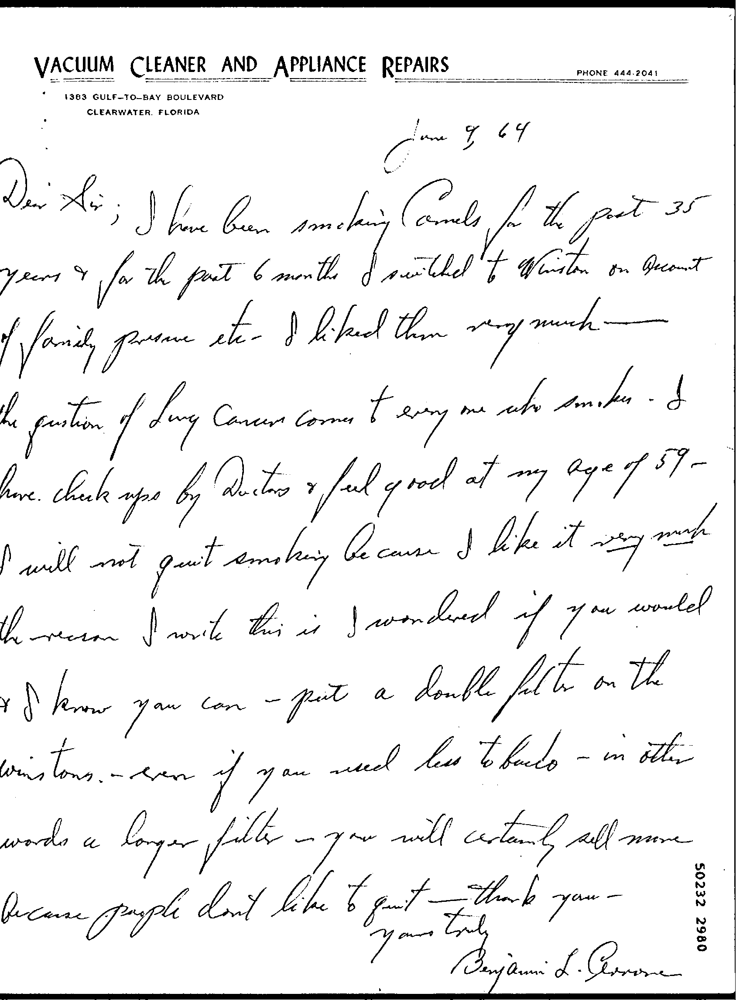 VACUUM CLEANER AND APPLIANCE REPAIRS
PHONE 444-2041
1383 GULF-TO-BAY BOULEVARD
CLEARWATER, FLORIDA
June 9, 64
Dear Sir; I have been smoking Camels for the past 35
years & for the past 6 months I switched to Winston on account
of family pressure etc - I liked them very much —
the question of Lung Cancer comes to every one who smokes - I
have check ups by Doctors & feel good at my age of 59 -
I will not quit smoking because I like it very much
the reason I write this is I wondered if you would
& I know you can - put a double filter on the
winstons. - even if you used less tobacco - in other
words a longer filter - you will certainly sell more
because people don't like to quit — thank you -
yours truly
Benjamin L.
50232 2980